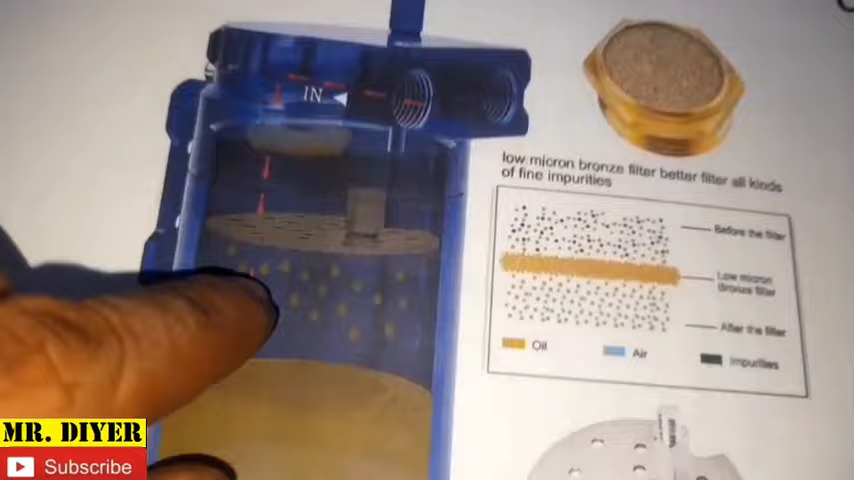 IN
low micron bronze filter better filter all kinds
of fine impurities
Before the filter
Low micron
Bronze filter
After the filter
Oil
Air
Impurities
MR. DIYER
Subscribe